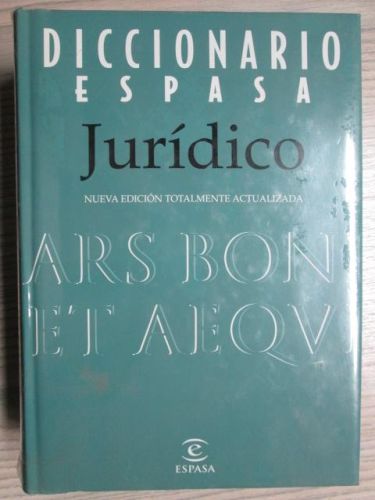 DICCIONARIO
ESPASA
Jurídico
NUEVA EDICIÓN TOTALMENTE ACTUALIZADA
ARS BON
ET AEQV
e
ESPASA